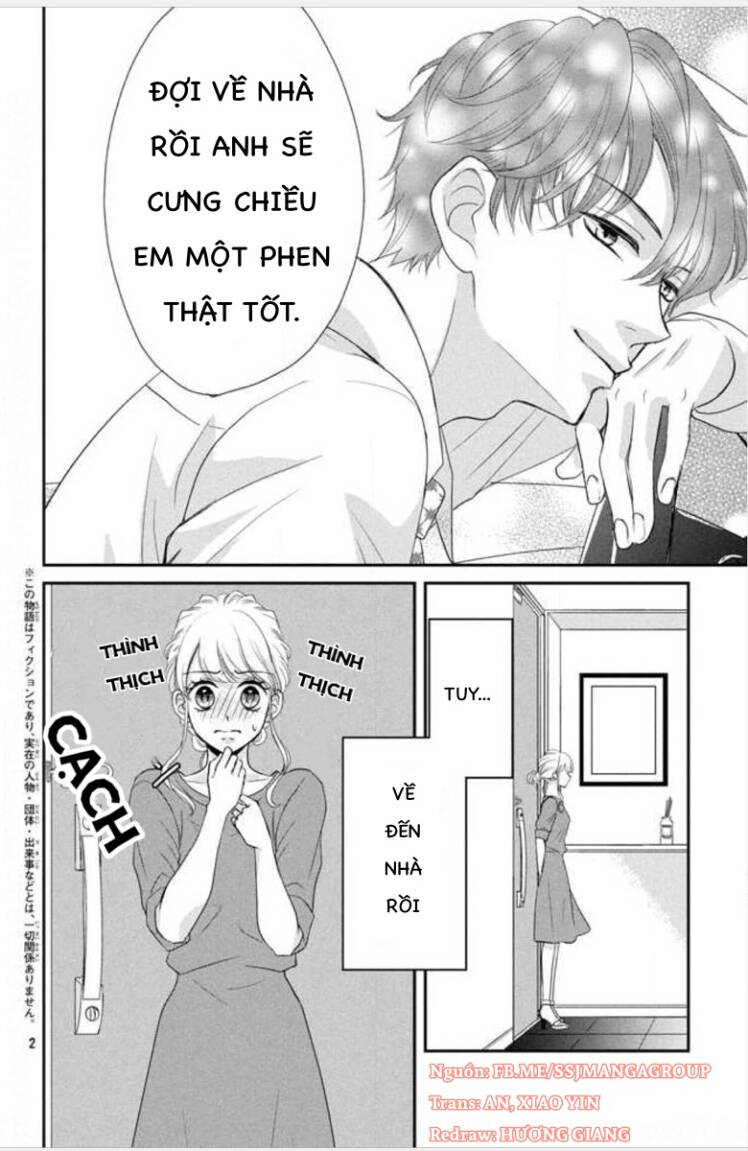 ĐỢI VỀ NHÀ
RỒI ANH SẼ
CƯNG CHIỀU
EM MỘT PHEN
THẬT TỐT.
TUY...
VỀ
ĐẾN
NHÀ
RỒI
THÌNH
THỊCH
THÌNH
THỊCH
CẠCH
※この物語はフィクションであり、実在の人物・団体・出来事などとは、一切関係ありません。
2
Nguồn: FB.ME/SSJMANGAGROUP
Trans: AN, XIAO YIN
Redraw: HƯƠNG GIANG